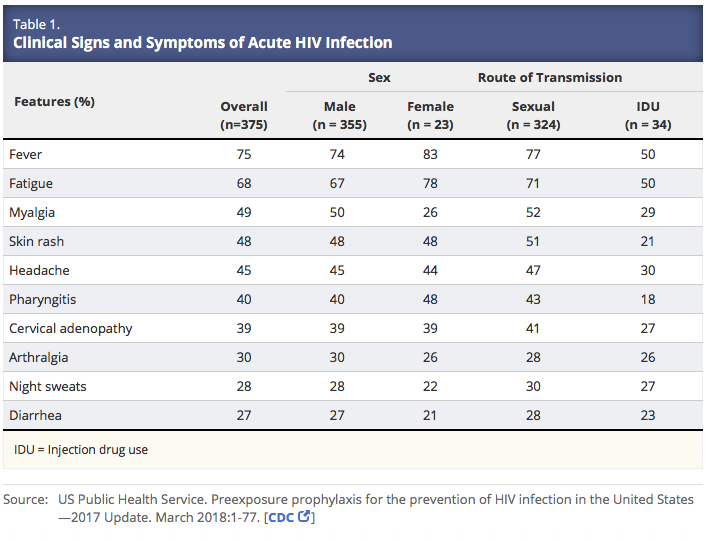 Table 1.
Clinical Signs and Symptoms of Acute HIV Infection
Sex Route of Transmission
Features (%) Overall Male Female Sexual IDU
(n=375) (n = 355) (n = 23) (n = 324) (n = 34)
Fever 75 74 83 77 50
Fatigue 68 67 78 71 50
Myalgia 49 50 26 52 29
Skin rash 48 48 48 51 21
Headache 45 45 44 47 30
Pharyngitis 40 40 48 43 18
Cervical adenopathy 39 39 39 41 27
Arthralgia 30 30 26 28 26
Night sweats 28 28 22 30 27
Diarrhea 27 27 21 28 23
IDU = Injection drug use
Source: US Public Health Service. Preexposure prophylaxis for the prevention of HIV infection in the United States
—2017 Update. March 2018:1-77. [CDC]